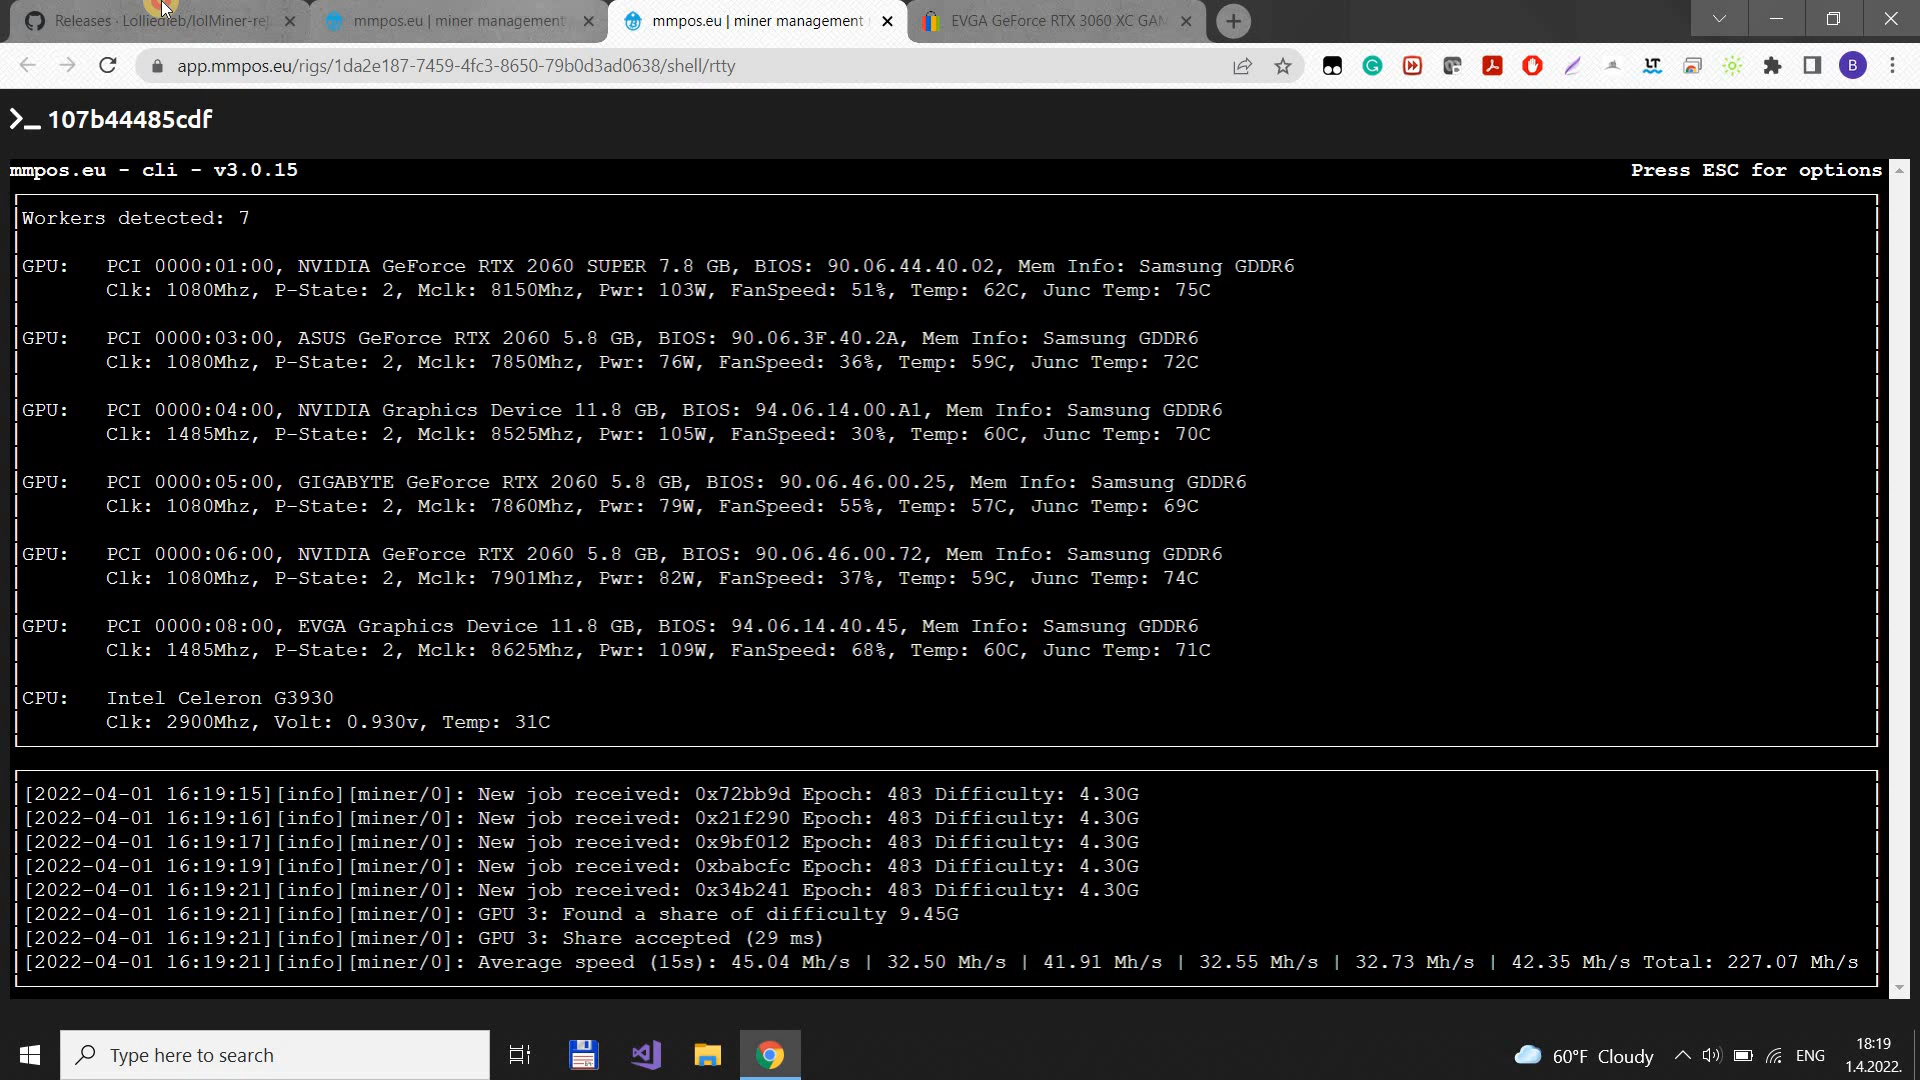 Releases · Lolliedieb/lolMiner-rel
mmpos.eu | miner management
mmpos.eu | miner management
EVGA GeForce RTX 3060 XC GAM
app.mmpos.eu/rigs/1da2e187-7459-4fc3-8650-79b0d3ad0638/shell/rtty
B
>_ 107b44485cdf
mmpos.eu - cli - v3.0.15
Press ESC for options
Workers detected: 7
GPU: PCI 0000:01:00, NVIDIA GeForce RTX 2060 SUPER 7.8 GB, BIOS: 90.06.44.40.02, Mem Info: Samsung GDDR6
Clk: 1080Mhz, P-State: 2, Mclk: 8150Mhz, Pwr: 103W, FanSpeed: 51%, Temp: 62C, Junc Temp: 75C
GPU: PCI 0000:03:00, ASUS GeForce RTX 2060 5.8 GB, BIOS: 90.06.3F.40.2A, Mem Info: Samsung GDDR6
Clk: 1080Mhz, P-State: 2, Mclk: 7850Mhz, Pwr: 76W, FanSpeed: 36%, Temp: 59C, Junc Temp: 72C
GPU: PCI 0000:04:00, NVIDIA Graphics Device 11.8 GB, BIOS: 94.06.14.00.A1, Mem Info: Samsung GDDR6
Clk: 1485Mhz, P-State: 2, Mclk: 8525Mhz, Pwr: 105W, FanSpeed: 30%, Temp: 60C, Junc Temp: 70C
GPU: PCI 0000:05:00, GIGABYTE GeForce RTX 2060 5.8 GB, BIOS: 90.06.46.00.25, Mem Info: Samsung GDDR6
Clk: 1080Mhz, P-State: 2, Mclk: 7860Mhz, Pwr: 79W, FanSpeed: 55%, Temp: 57C, Junc Temp: 69C
GPU: PCI 0000:06:00, NVIDIA GeForce RTX 2060 5.8 GB, BIOS: 90.06.46.00.72, Mem Info: Samsung GDDR6
Clk: 1080Mhz, P-State: 2, Mclk: 7901Mhz, Pwr: 82W, FanSpeed: 37%, Temp: 59C, Junc Temp: 74C
GPU: PCI 0000:08:00, EVGA Graphics Device 11.8 GB, BIOS: 94.06.14.40.45, Mem Info: Samsung GDDR6
Clk: 1485Mhz, P-State: 2, Mclk: 8625Mhz, Pwr: 109W, FanSpeed: 68%, Temp: 60C, Junc Temp: 71C
CPU: Intel Celeron G3930
Clk: 2900Mhz, Volt: 0.930v, Temp: 31C
[2022-04-01 16:19:15][info][miner/0]: New job received: 0x72bb9d Epoch: 483 Difficulty: 4.30G
[2022-04-01 16:19:16][info][miner/0]: New job received: 0x21f290 Epoch: 483 Difficulty: 4.30G
[2022-04-01 16:19:17][info][miner/0]: New job received: 0x9bf012 Epoch: 483 Difficulty: 4.30G
[2022-04-01 16:19:19][info][miner/0]: New job received: 0xbabcfc Epoch: 483 Difficulty: 4.30G
[2022-04-01 16:19:21][info][miner/0]: New job received: 0x34b241 Epoch: 483 Difficulty: 4.30G
[2022-04-01 16:19:21][info][miner/0]: GPU 3: Found a share of difficulty 9.45G
[2022-04-01 16:19:21][info][miner/0]: GPU 3: Share accepted (29 ms)
[2022-04-01 16:19:21][info][miner/0]: Average speed (15s): 45.04 Mh/s | 32.50 Mh/s | 41.91 Mh/s | 32.55 Mh/s | 32.73 Mh/s | 42.35 Mh/s Total: 227.07 Mh/s
Type here to search
60°F Cloudy
ENG
18:19
1.4.2022.